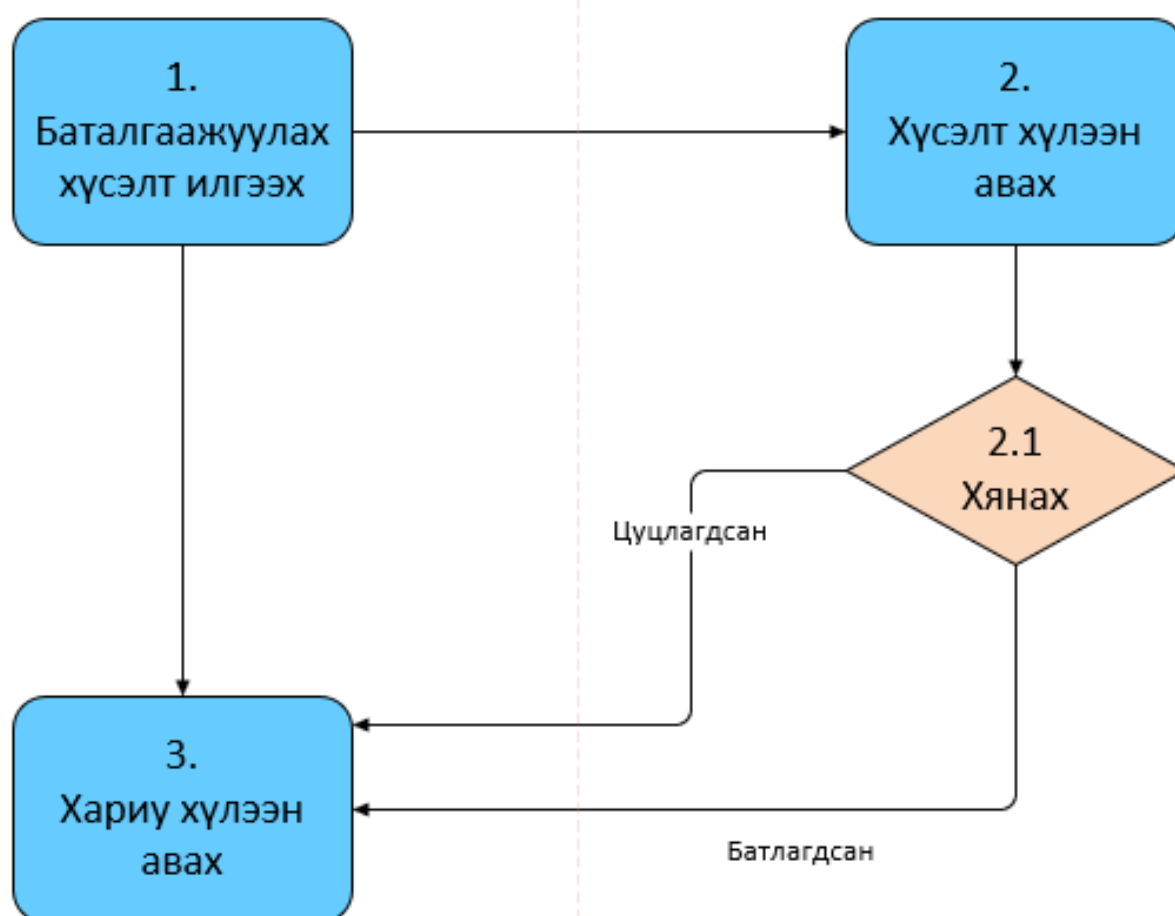 1.
Баталгаажуулах
хүсэлт илгээх
2.
Хүсэлт хүлээн
авах
2.1
Хянах
Цуцлагдсан
3.
Хариу хүлээн
авах
Батлагдсан